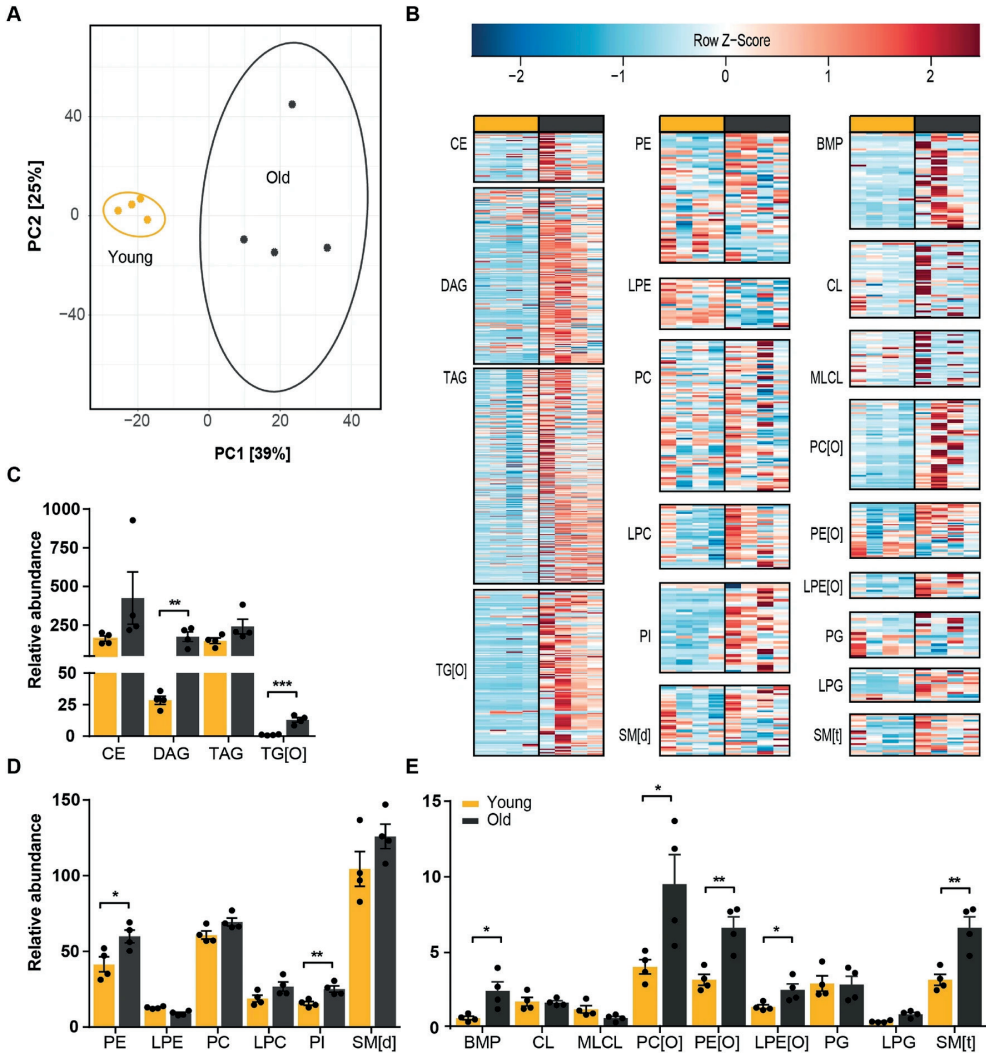 A
PC2 [25%]
40
0
−40
Old
Young
−20
0
20
40
PC1 [39%]
B
Row Z−Score
−2
−1
0
1
2
CE
DAG
TAG
TG[O]
PE
LPE
PC
LPC
PI
SM[d]
BMP
CL
MLCL
PC[O]
PE[O]
LPE[O]
PG
LPG
SM[t]
C
Relative abundance
1000
750
500
250
50
25
0
**
***
CE DAG TAG TG[O]
D
Relative abundance
150
100
50
0
*
**
PE LPE PC LPC PI SM[d]
E
Young
Old
15
10
5
0
*
*
**
*
**
BMP CL MLCL PC[O] PE[O] LPE[O] PG LPG SM[t]